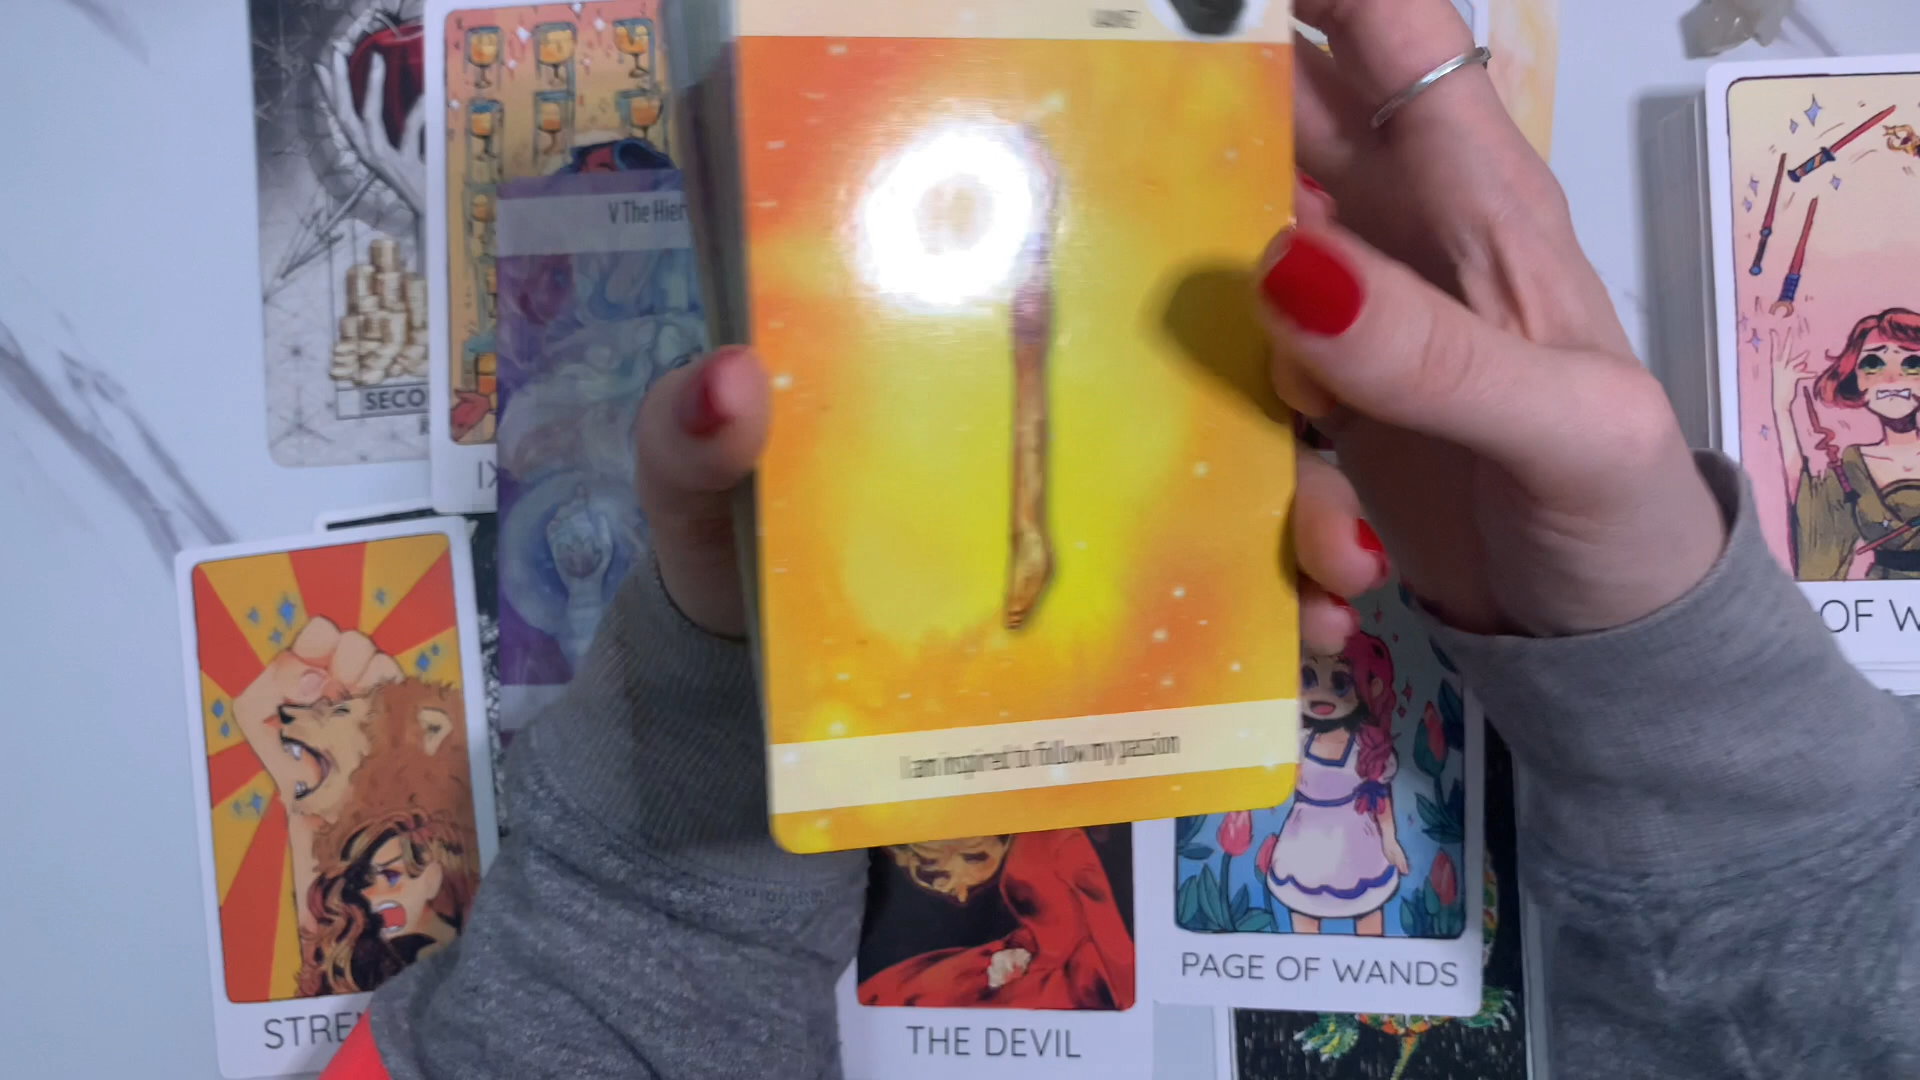 V The Hier
SECO
IX
OF W
I am inspired to follow my passion
PAGE OF WANDS
STRE
THE DEVIL